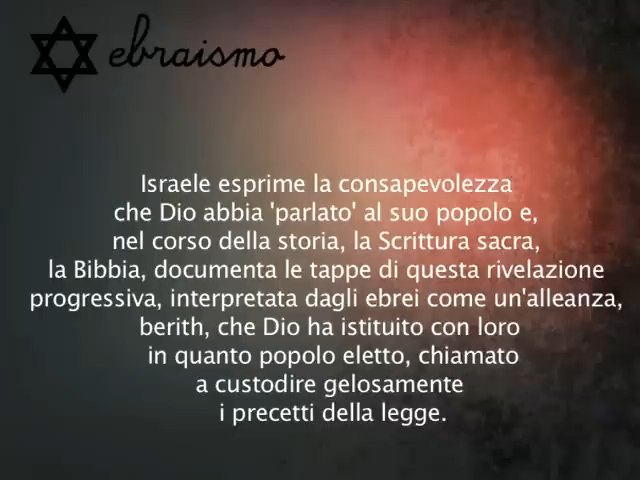 ebraismo
Israele esprime la consapevolezza
che Dio abbia 'parlato' al suo popolo e,
nel corso della storia, la Scrittura sacra,
la Bibbia, documenta le tappe di questa rivelazione
progressiva, interpretata dagli ebrei come un'alleanza,
berith, che Dio ha istituito con loro
in quanto popolo eletto, chiamato
a custodire gelosamente
i precetti della legge.